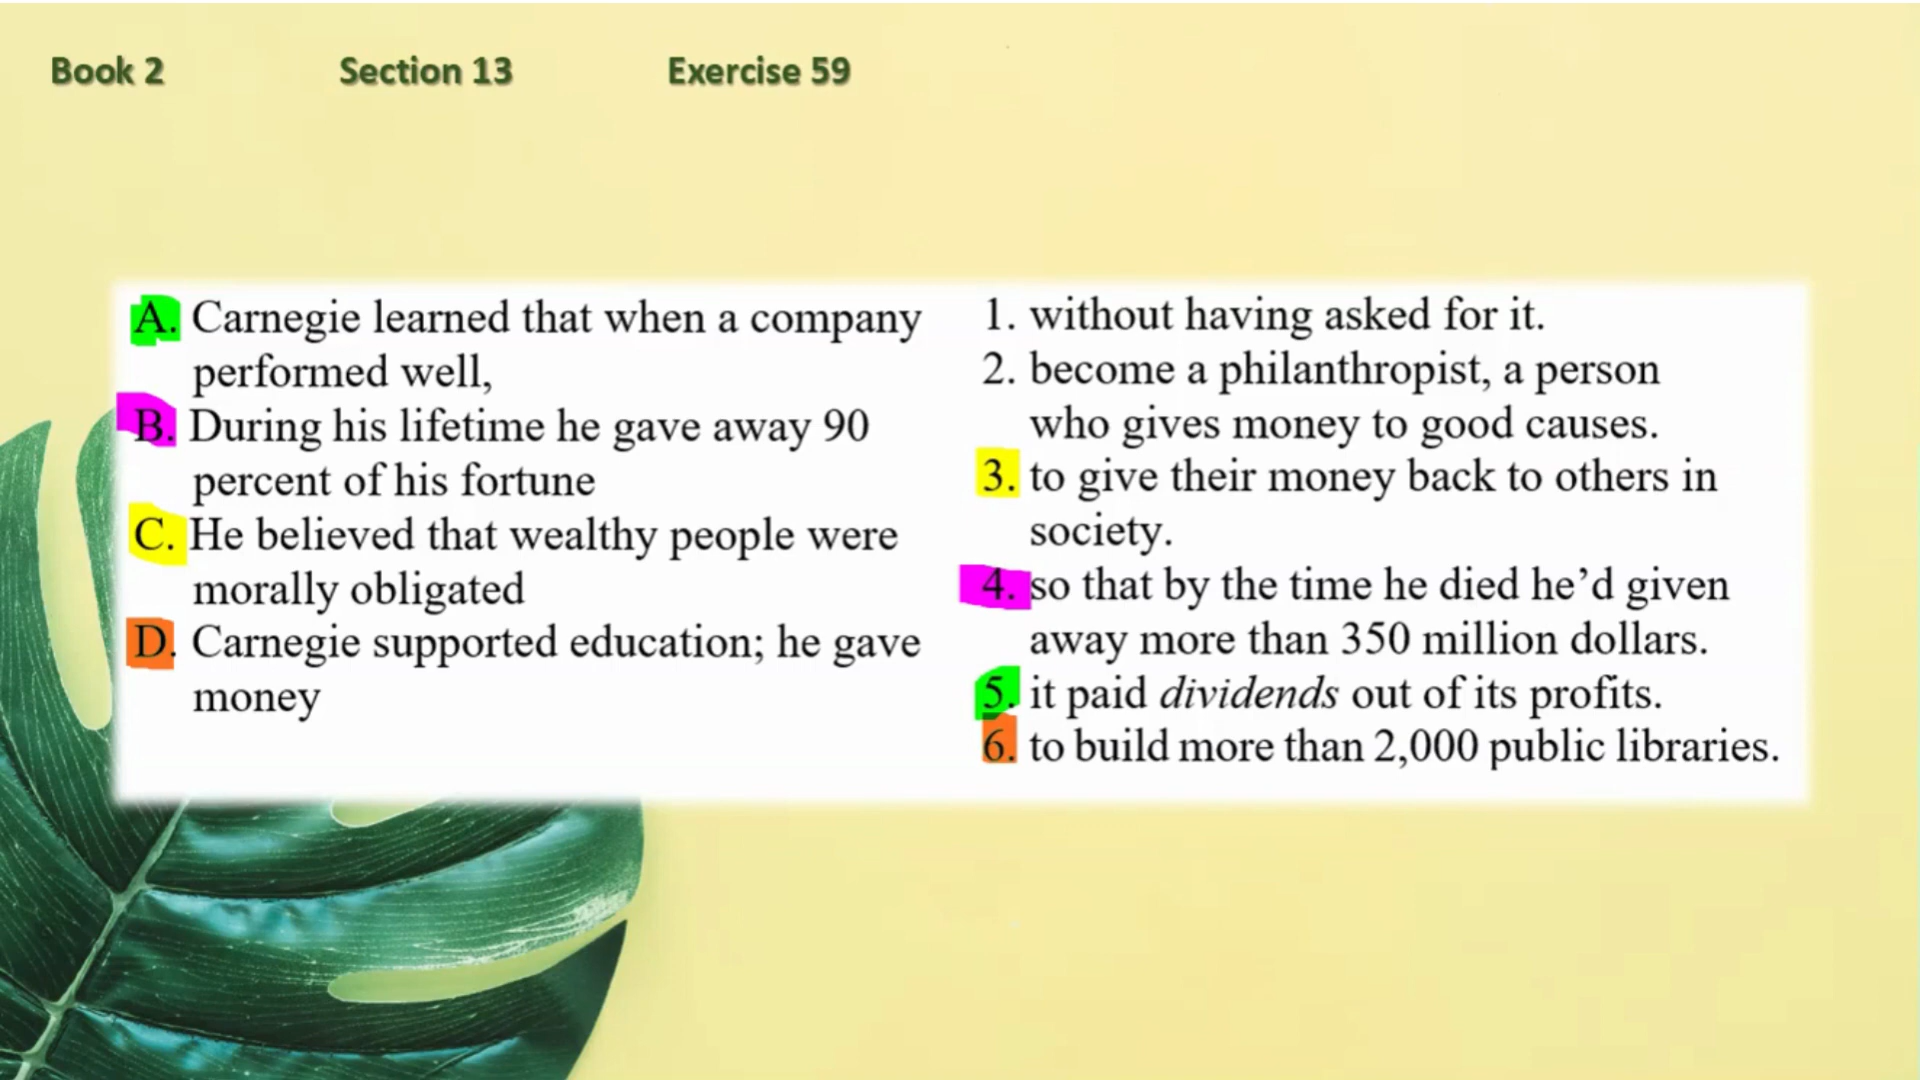 Book 2 Section 13 Exercise 59
A. Carnegie learned that when a company
performed well,
B. During his lifetime he gave away 90
percent of his fortune
C. He believed that wealthy people were
morally obligated
D. Carnegie supported education; he gave
money
1. without having asked for it.
2. become a philanthropist, a person
who gives money to good causes.
3. to give their money back to others in
society.
4. so that by the time he died he’d given
away more than 350 million dollars.
5. it paid dividends out of its profits.
6. to build more than 2,000 public libraries.